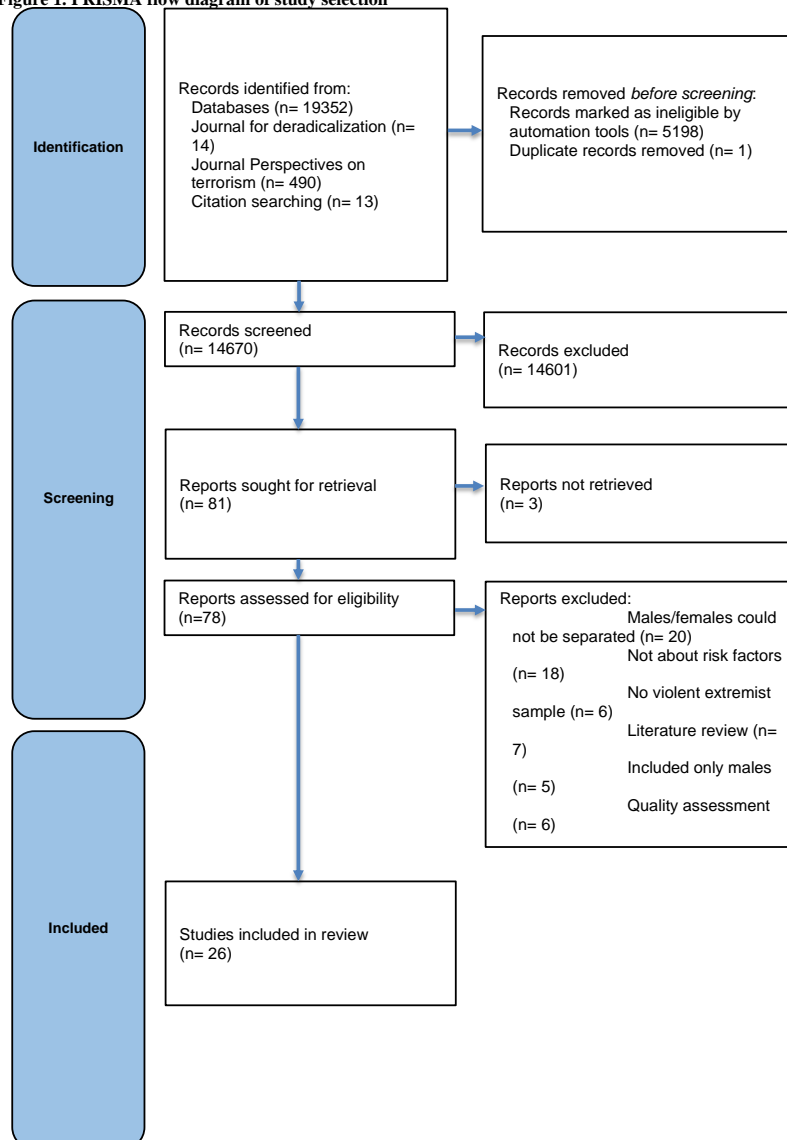 Figure 1. PRISMA flow diagram of study selection
Identification
Records identified from:
Databases (n= 19352)
Journal for deradicalization (n=
14)
Journal Perspectives on
terrorism (n= 490)
Citation searching (n= 13)
Records removed before screening:
Records marked as ineligible by
automation tools (n= 5198)
Duplicate records removed (n= 1)
Screening
Records screened
(n= 14670)
Records excluded
(n= 14601)
Reports sought for retrieval
(n= 81)
Reports not retrieved
(n= 3)
Reports assessed for eligibility
(n=78)
Reports excluded:
Males/females could
not be separated (n= 20)
Not about risk factors
(n= 18)
No violent extremist
sample (n= 6)
Literature review (n=
7)
Included only males
(n= 5)
Quality assessment
(n= 6)
Included
Studies included in review
(n= 26)